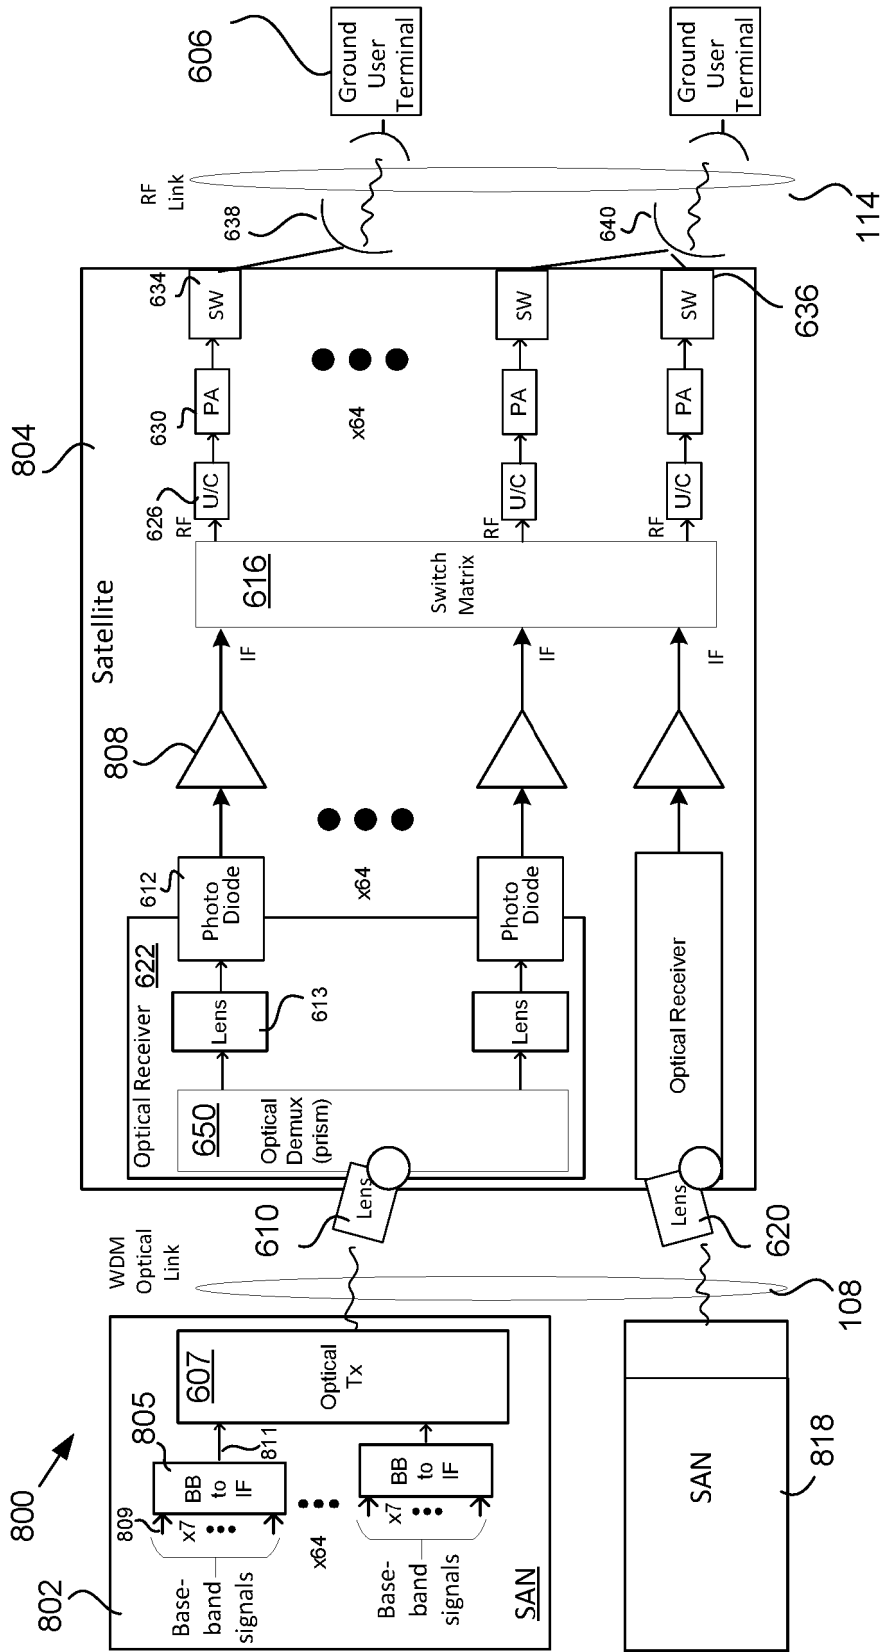 800
802
809
Base-
band
signals
x7
BB
to
IF
805
811
x64
Base-
band
signals
x7
BB
to
IF
607
Optical
Tx
SAN
SAN
818
WDM
Optical
Link
108
610
Lens
620
Lens
804
Satellite
Optical Receiver
622
650
Optical
Demux
(prism)
Lens
613
Lens
612
Photo
Diode
x64
Photo
Diode
Optical Receiver
808
IF
IF
IF
616
Switch
Matrix
RF
626
U/C
630
PA
634
SW
x64
RF
U/C
PA
SW
RF
U/C
PA
SW
636
RF
Link
638
640
114
606
Ground
User
Terminal
Ground
User
Terminal